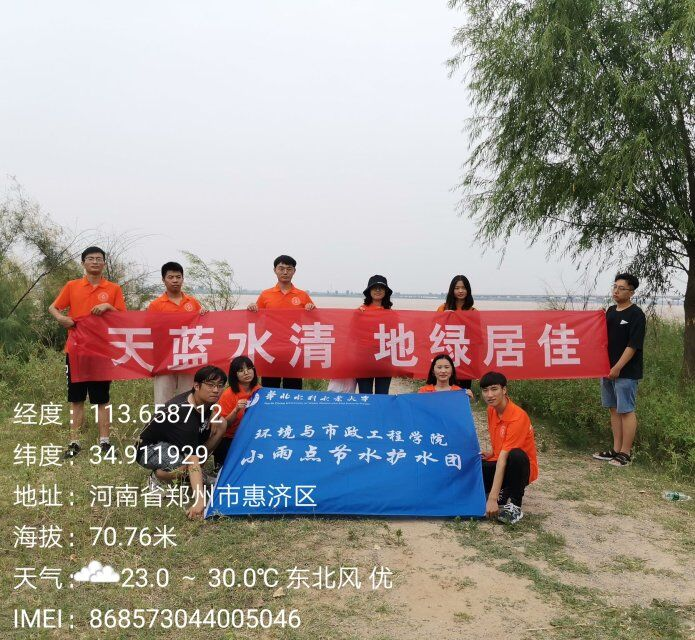 天蓝水清 地绿居佳
华北水利水电大学
环境与市政工程学院
小雨点节水护水团
经度：113.658712
纬度：34.911929
地址：河南省郑州市惠济区
海拔：70.76米
天气：23.0 ~ 30.0℃ 东北风 优
IMEI：868573044005046